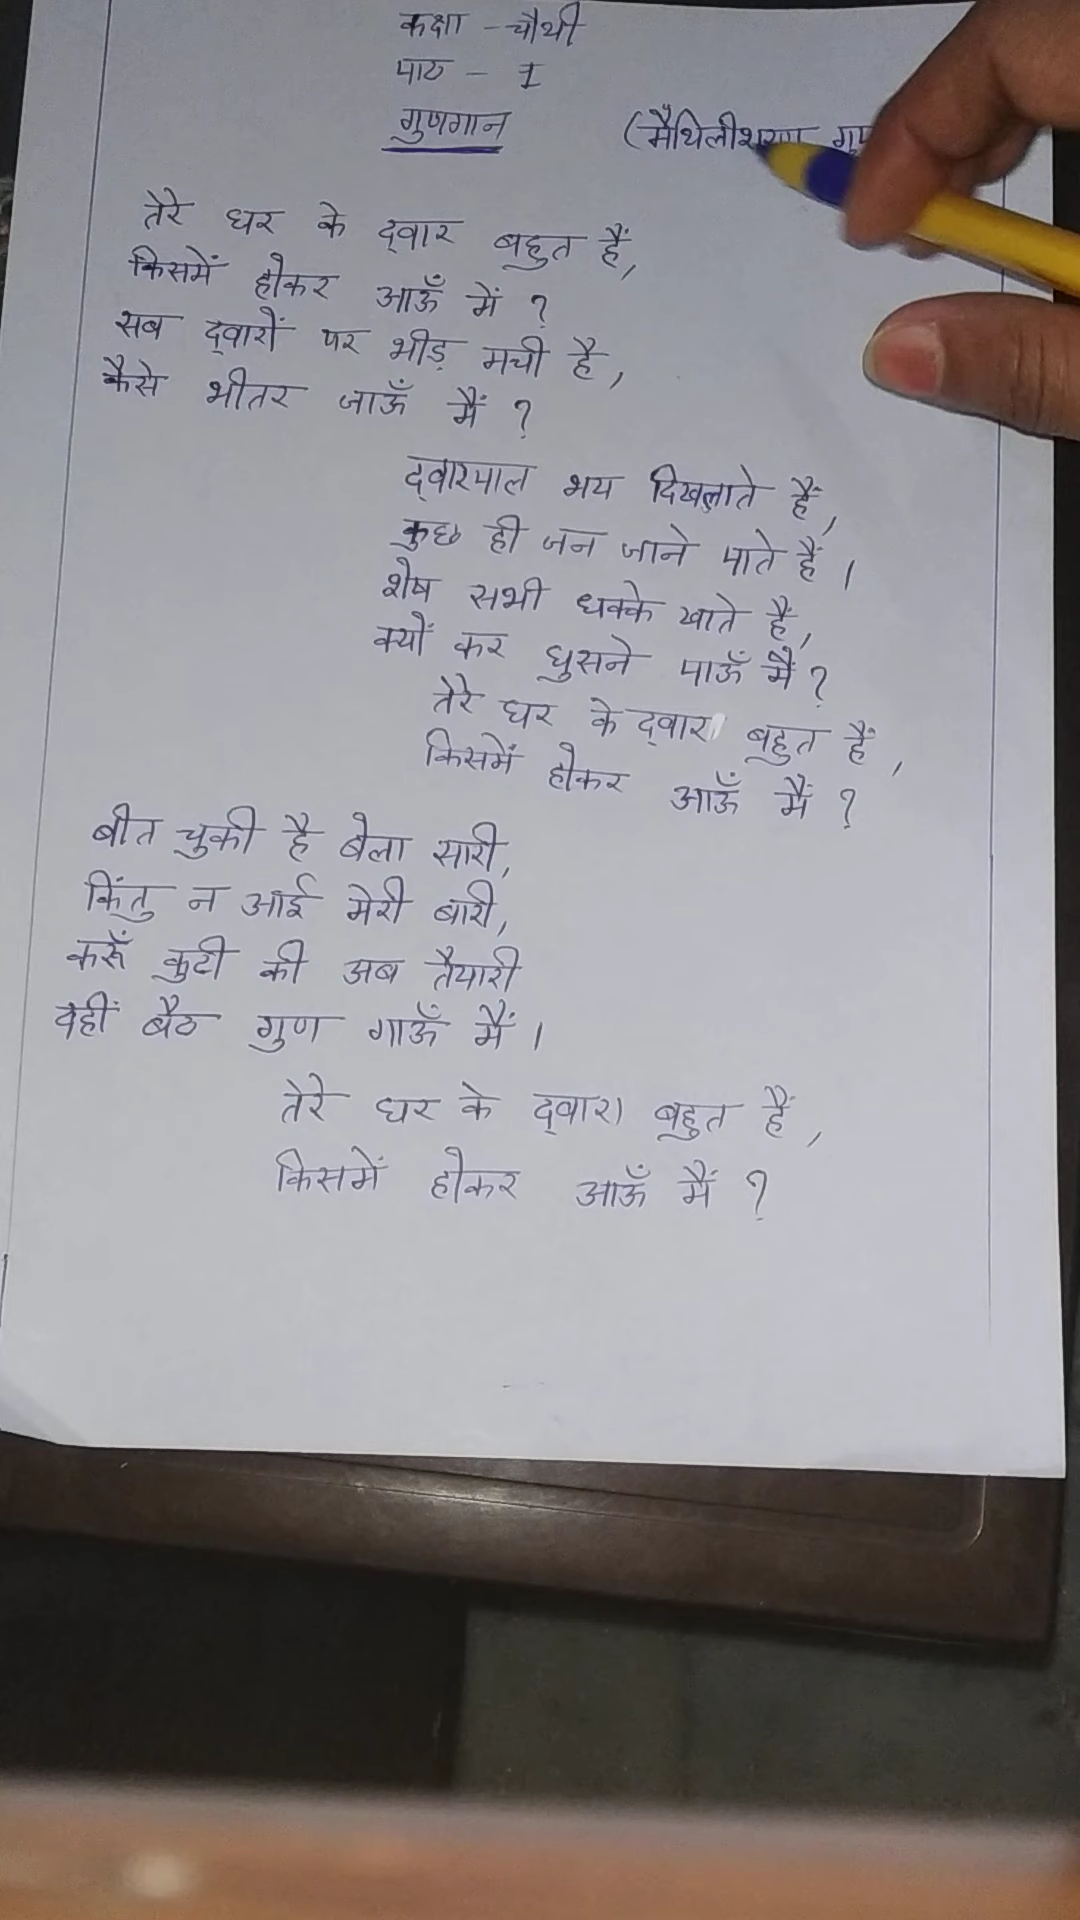 कक्षा - चौथी
पाठ - 1
गुणगान (मैथिलीशरण
तेरे घर के द्वार बहुत हैं,
किसमें होकर आऊँ में ?
सब द्वारों पर भीड़ मची है,
कैसे भीतर जाऊँ मैं ?
द्वारपाल भय दिखलाते हैं,
कुछ ही जन जाने पाते हैं ।
शेष सभी धक्के खाते हैं,
क्यों कर घुसने पाऊँ मैं ?
तेरे घर के द्वार बहुत हैं,
किसमें होकर आऊँ मैं ?
बीत चुकी है बेला सारी,
किंतु न आई मेरी बारी,
करूँ कुटी की अब तैयारी
वहीं बैठ गुण गाऊँ मैं ।
तेरे घर के द्वार बहुत हैं,
किसमें होकर आऊँ मैं ?